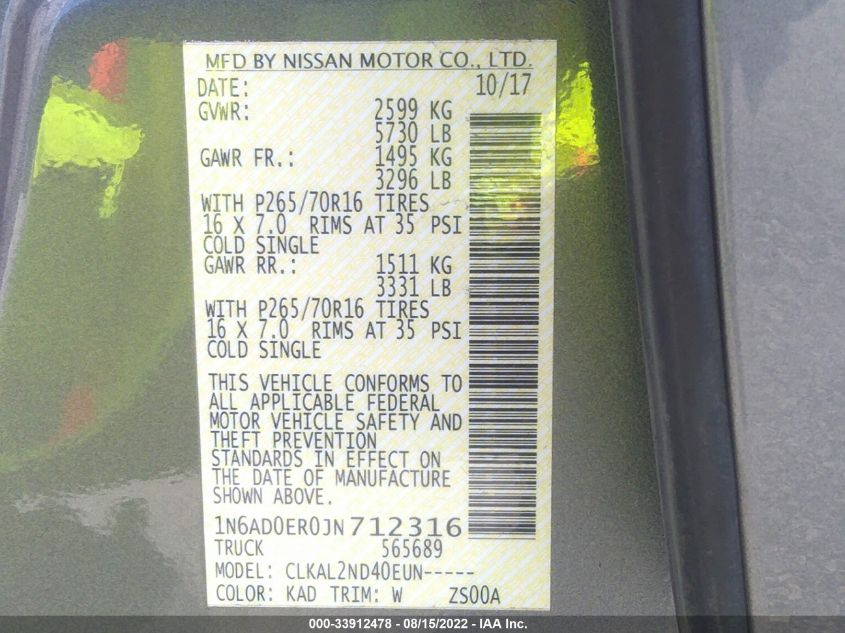 MFD BY NISSAN MOTOR CO., LTD.
DATE: 10/17
GVWR: 2599 KG
5730 LB
GAWR FR.: 1495 KG
3296 LB
WITH P265/70R16 TIRES
16 X 7.0 RIMS AT 35 PSI
COLD SINGLE
GAWR RR.: 1511 KG
3331 LB
WITH P265/70R16 TIRES
16 X 7.0 RIMS AT 35 PSI
COLD SINGLE
THIS VEHICLE CONFORMS TO
ALL APPLICABLE FEDERAL
MOTOR VEHICLE SAFETY AND
THEFT PREVENTION
STANDARDS IN EFFECT ON
THE DATE OF MANUFACTURE
SHOWN ABOVE.
1N6AD0ER0JN712316
TRUCK 565689
MODEL: CLKAL2ND40EUN-----
COLOR: KAD TRIM: W ZS00A
000-33912478 - 08/15/2022 - IAA Inc.